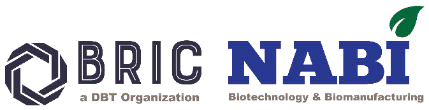 BRIC
a DBT Organization
NABI
Biotechnology & Biomanufacturing